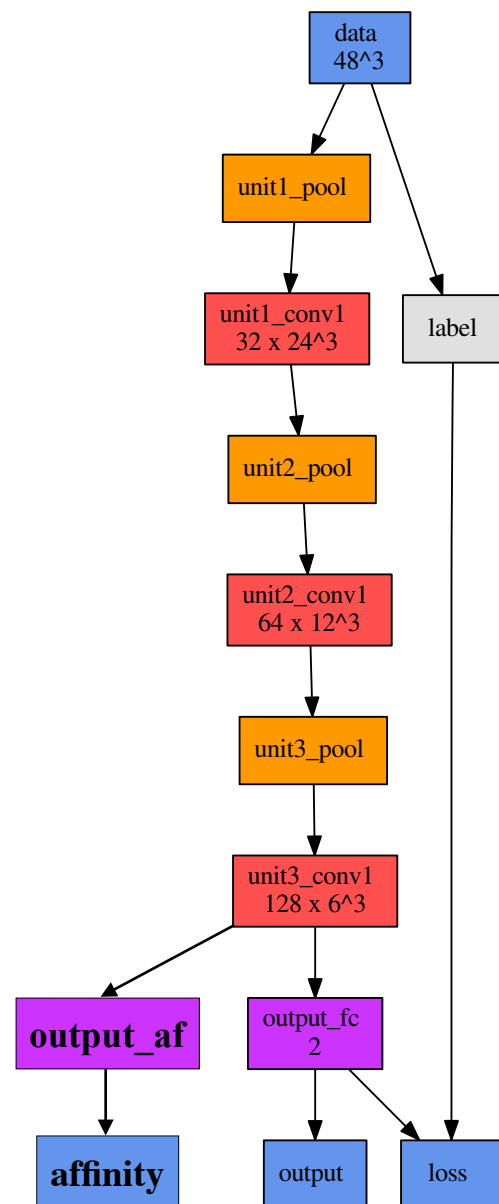 data
48^3
unit1_pool
unit1_conv1
32 x 24^3
label
unit2_pool
unit2_conv1
64 x 12^3
unit3_pool
unit3_conv1
128 x 6^3
output_af
output_fc
2
affinity
output
loss